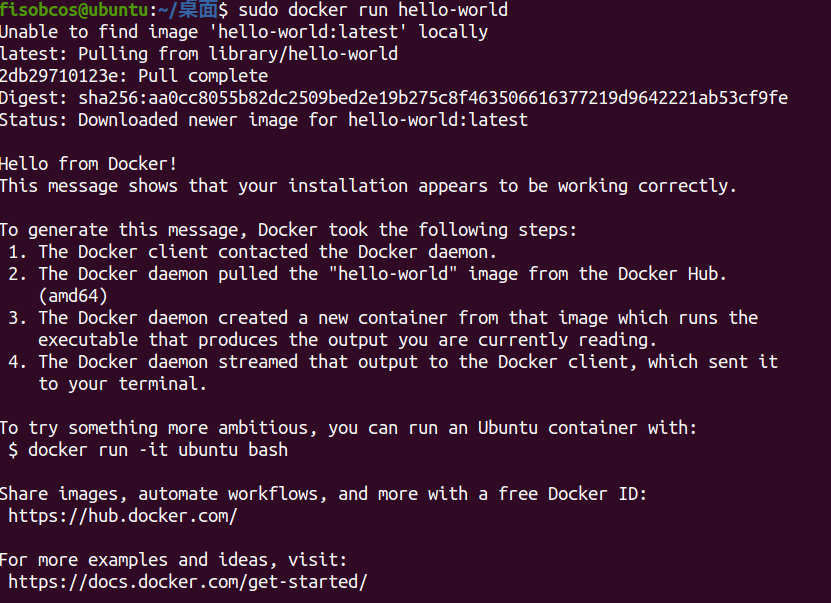 fisobcos@ubuntu:~/桌面$ sudo docker run hello-world
Unable to find image 'hello-world:latest' locally
latest: Pulling from library/hello-world
2db29710123e: Pull complete
Digest: sha256:aa0cc8055b82dc2509bed2e19b275c8f463506616377219d9642221ab53cf9fe
Status: Downloaded newer image for hello-world:latest

Hello from Docker!
This message shows that your installation appears to be working correctly.

To generate this message, Docker took the following steps:
 1. The Docker client contacted the Docker daemon.
 2. The Docker daemon pulled the "hello-world" image from the Docker Hub.
    (amd64)
 3. The Docker daemon created a new container from that image which runs the
    executable that produces the output you are currently reading.
 4. The Docker daemon streamed that output to the Docker client, which sent it
    to your terminal.

To try something more ambitious, you can run an Ubuntu container with:
 $ docker run -it ubuntu bash

Share images, automate workflows, and more with a free Docker ID:
 https://hub.docker.com/

For more examples and ideas, visit:
 https://docs.docker.com/get-started/